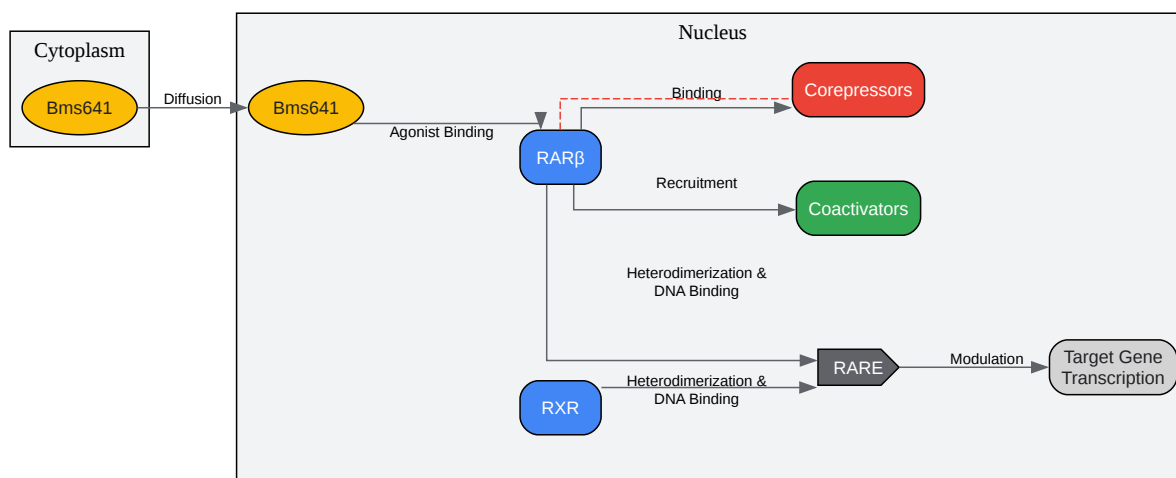 Cytoplasm
Bms641
Diffusion
Nucleus
Bms641
Agonist Binding
RARβ
Binding
Corepressors
Recruitment
Coactivators
Heterodimerization &
DNA Binding
RARE
Modulation
Target Gene
Transcription
RXR
Heterodimerization &
DNA Binding